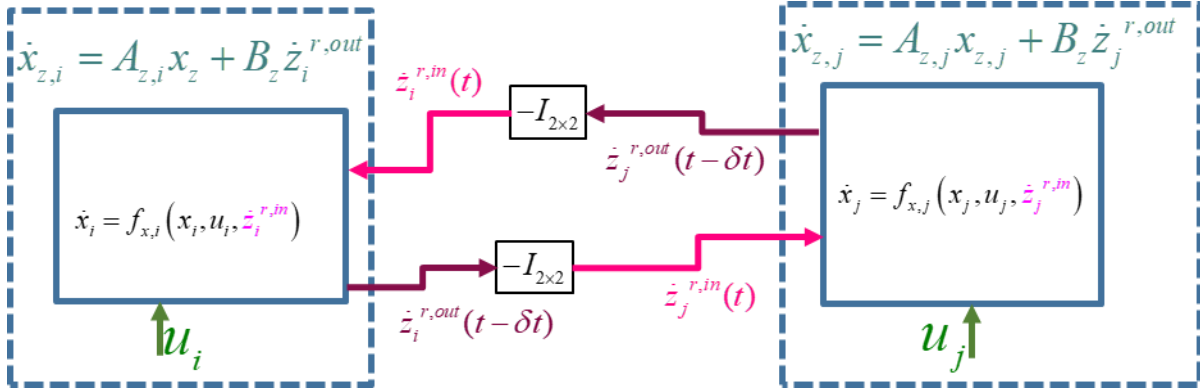 ẋ_{z,i} = A_{z,i} x_z + B_z ż_i^{r,out}
ẋ_{z,j} = A_{z,j} x_{z,j} + B_z ż_j^{r,out}
ż_i^{r,in}(t)
−I_{2×2}
ż_j^{r,out}(t−δt)
ẋ_i = f_{x,i}(x_i, u_i, ż_i^{r,in})
ẋ_j = f_{x,j}(x_j, u_j, ż_j^{r,in})
−I_{2×2}
ż_i^{r,out}(t−δt)
ż_j^{r,in}(t)
u_i
u_j